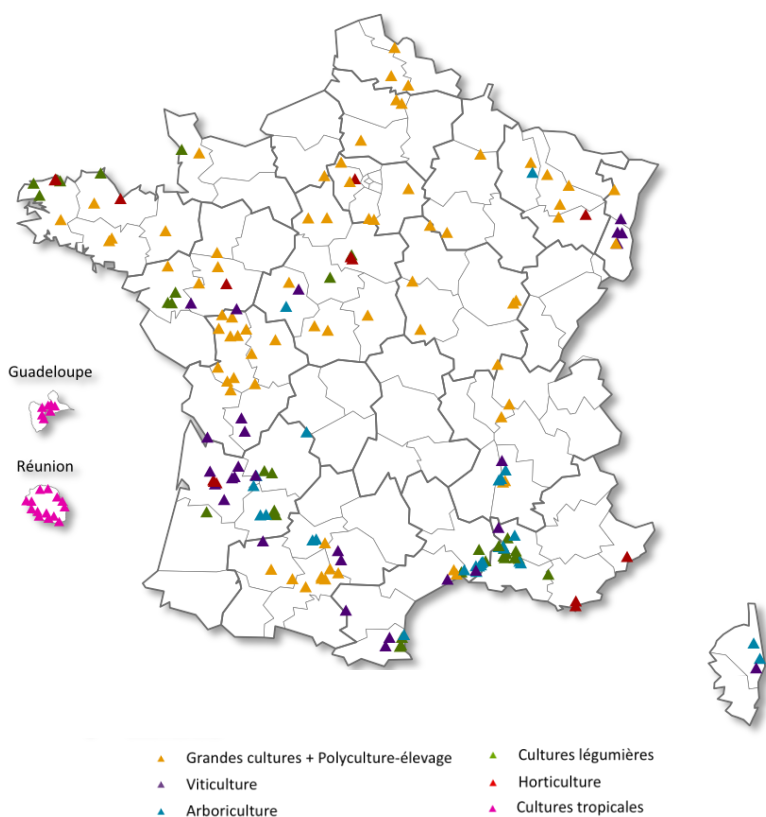 Guadeloupe
Réunion
Grandes cultures + Polyculture-élevage
Viticulture
Arboriculture
Cultures légumières
Horticulture
Cultures tropicales